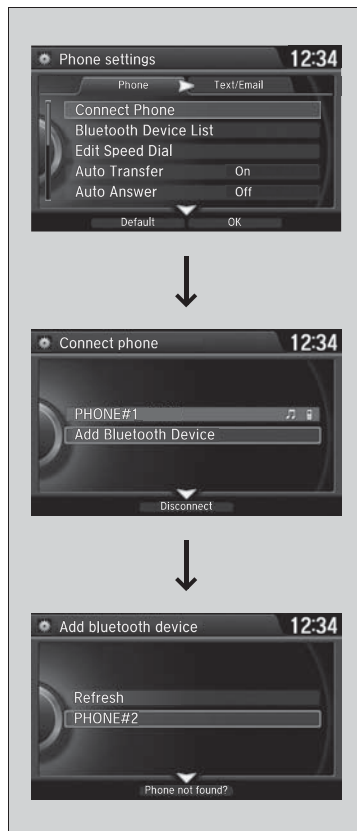 Phone settings 12:34
Phone Text/Email
Connect Phone
Bluetooth Device List
Edit Speed Dial
Auto Transfer On
Auto Answer Off
Default OK
Connect phone 12:34
PHONE#1
Add Bluetooth Device
Disconnect
Add bluetooth device 12:34
Refresh
PHONE#2
Phone not found?